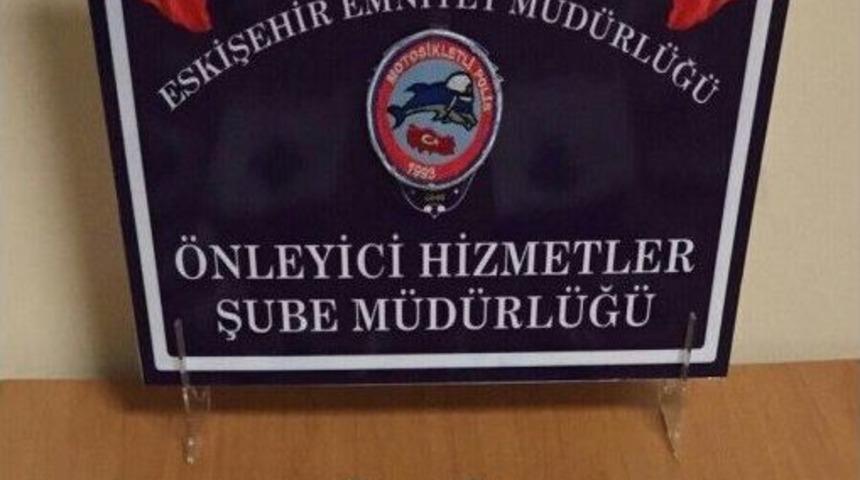 ESKİŞEHİR EMNİYET MÜDÜRLÜĞÜ
MOTOSİKLETLİ POLİS
1993
ÖNLEYİCİ HİZMETLER
ŞUBE MÜDÜRLÜĞÜ